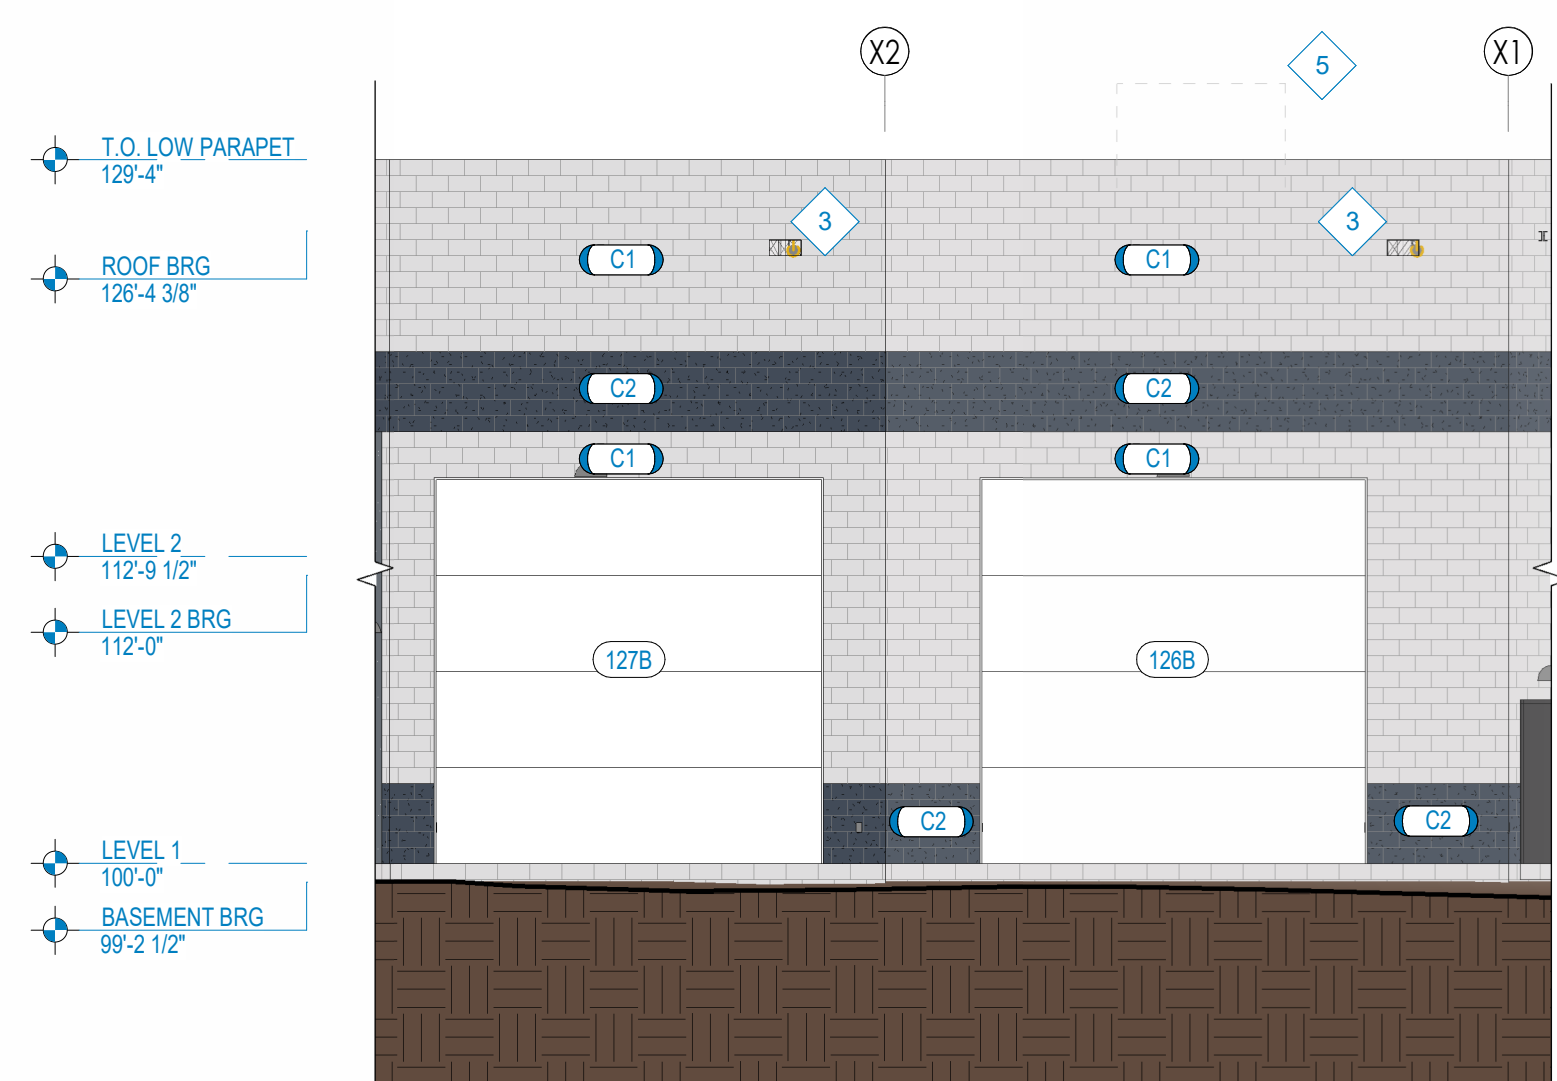 X2
5
X1
T.O. LOW PARAPET
129'-4"
3
3
C1
C1
ROOF BRG
126'-4 3/8"
C2
C2
C1
C1
LEVEL 2
112'-9 1/2"
LEVEL 2 BRG
112'-0"
127B
126B
C2
C2
LEVEL 1
100'-0"
BASEMENT BRG
99'-2 1/2"